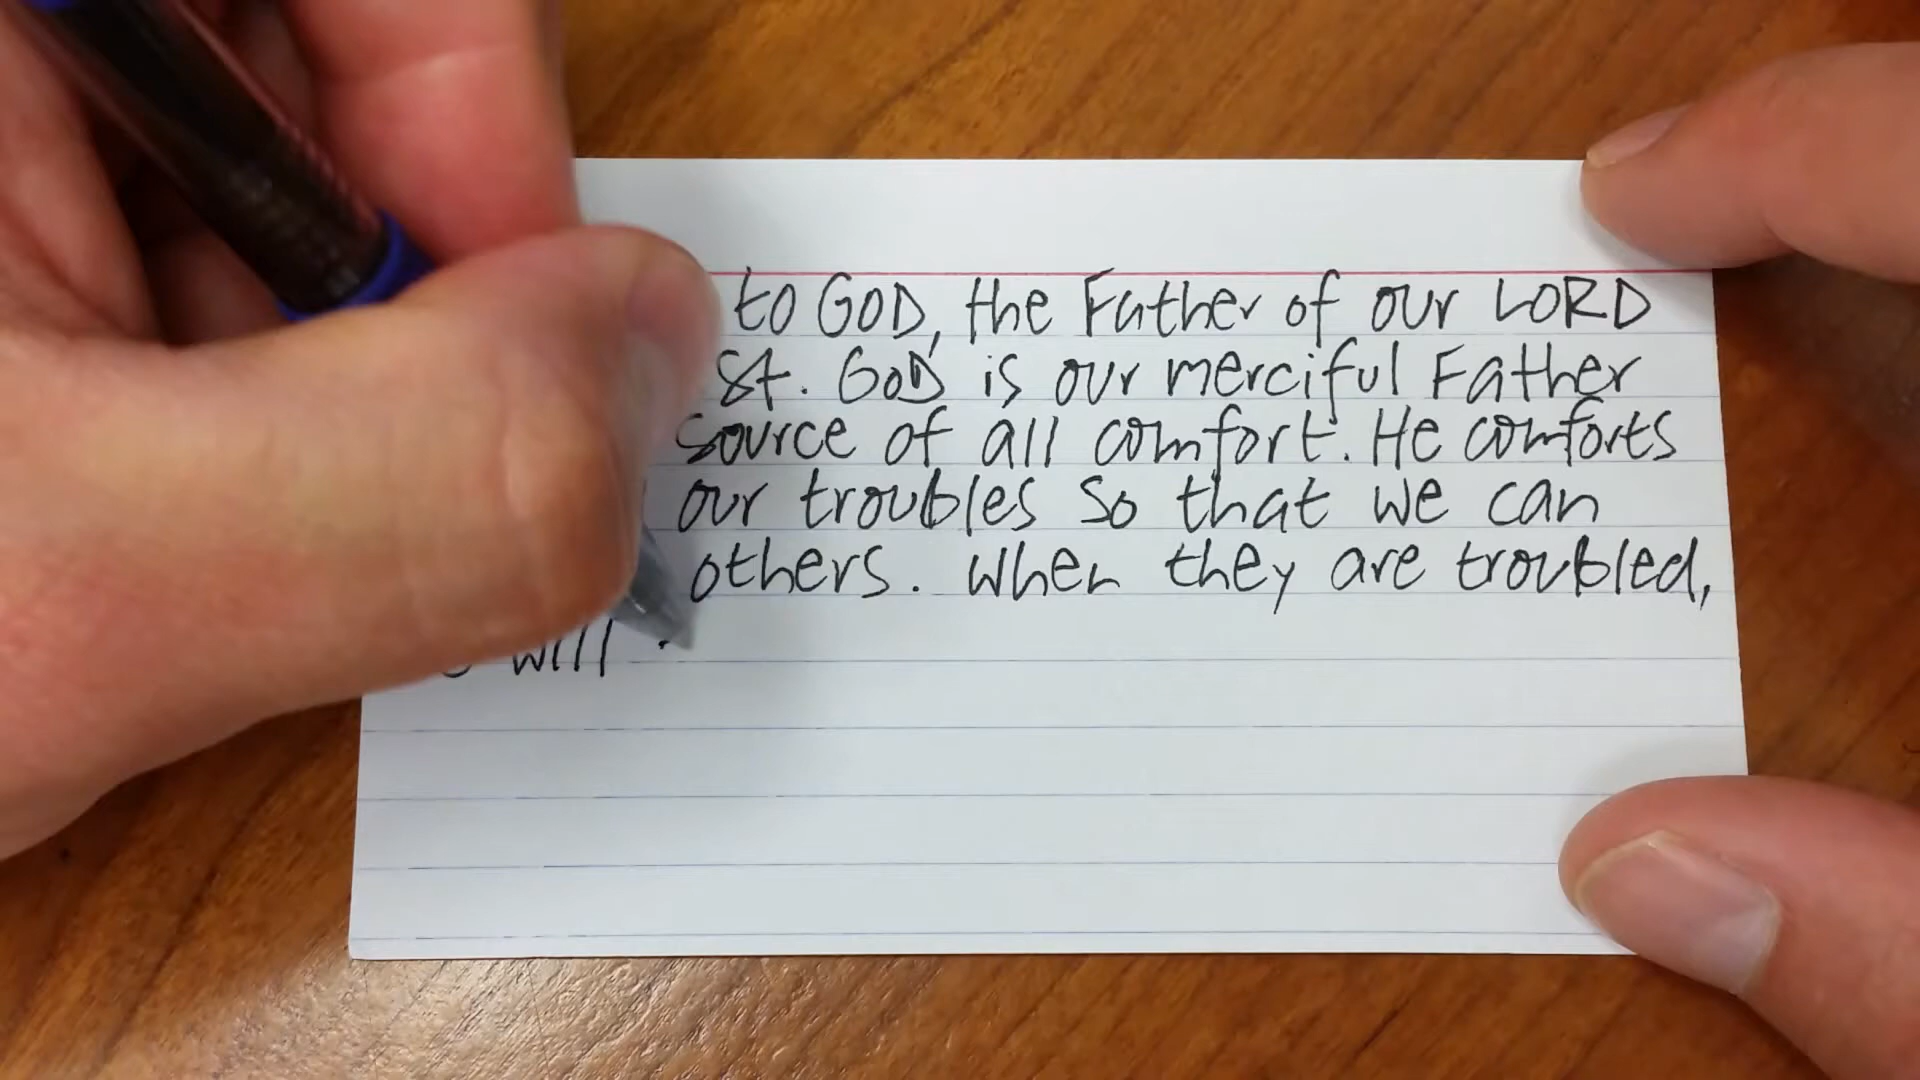 to GOD, the Father of our LORD
st. GOD is our merciful Father
source of all comfort. He comforts
our troubles so that we can
others. When they are troubled,
will